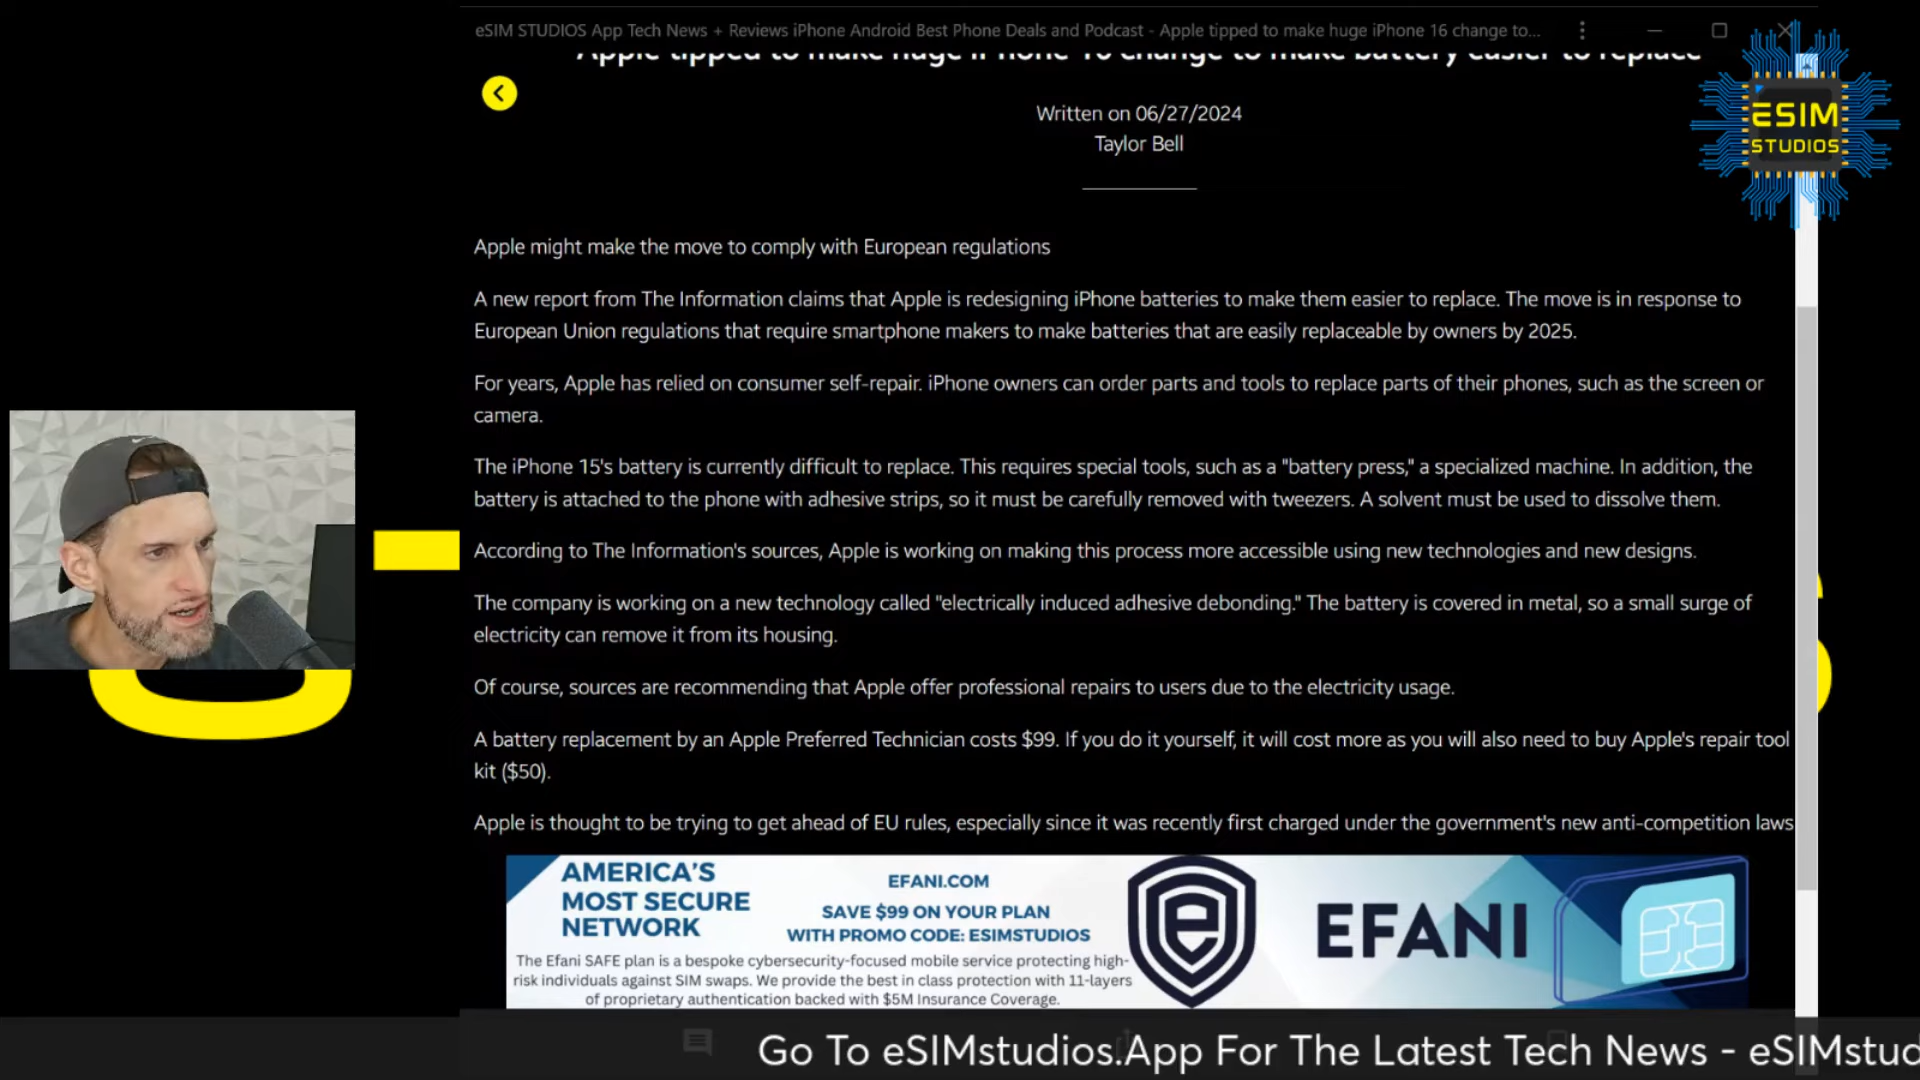 eSIM STUDIOS App Tech News + Reviews iPhone Android Best Phone Deals and Podcast - Apple tipped to make huge iPhone 16 change to...
Apple tipped to make huge iPhone 16 change to make battery easier to replace
Written on 06/27/2024
Taylor Bell
ESIM
STUDIOS
Apple might make the move to comply with European regulations
A new report from The Information claims that Apple is redesigning iPhone batteries to make them easier to replace. The move is in response to
European Union regulations that require smartphone makers to make batteries that are easily replaceable by owners by 2025.
For years, Apple has relied on consumer self-repair. iPhone owners can order parts and tools to replace parts of their phones, such as the screen or
camera.
The iPhone 15's battery is currently difficult to replace. This requires special tools, such as a "battery press," a specialized machine. In addition, the
battery is attached to the phone with adhesive strips, so it must be carefully removed with tweezers. A solvent must be used to dissolve them.
According to The Information's sources, Apple is working on making this process more accessible using new technologies and new designs.
The company is working on a new technology called "electrically induced adhesive debonding." The battery is covered in metal, so a small surge of
electricity can remove it from its housing.
Of course, sources are recommending that Apple offer professional repairs to users due to the electricity usage.
A battery replacement by an Apple Preferred Technician costs $99. If you do it yourself, it will cost more as you will also need to buy Apple's repair tool
kit ($50).
Apple is thought to be trying to get ahead of EU rules, especially since it was recently first charged under the government's new anti-competition laws
AMERICA'S
MOST SECURE
NETWORK
EFANI.COM
SAVE $99 ON YOUR PLAN
WITH PROMO CODE: ESIMSTUDIOS
The Efani SAFE plan is a bespoke cybersecurity-focused mobile service protecting high-
risk individuals against SIM swaps. We provide the best in class protection with 11-layers
of proprietary authentication backed with $5M Insurance Coverage.
EFANI
Go To eSIMstudios.App For The Latest Tech News - eSIMstud